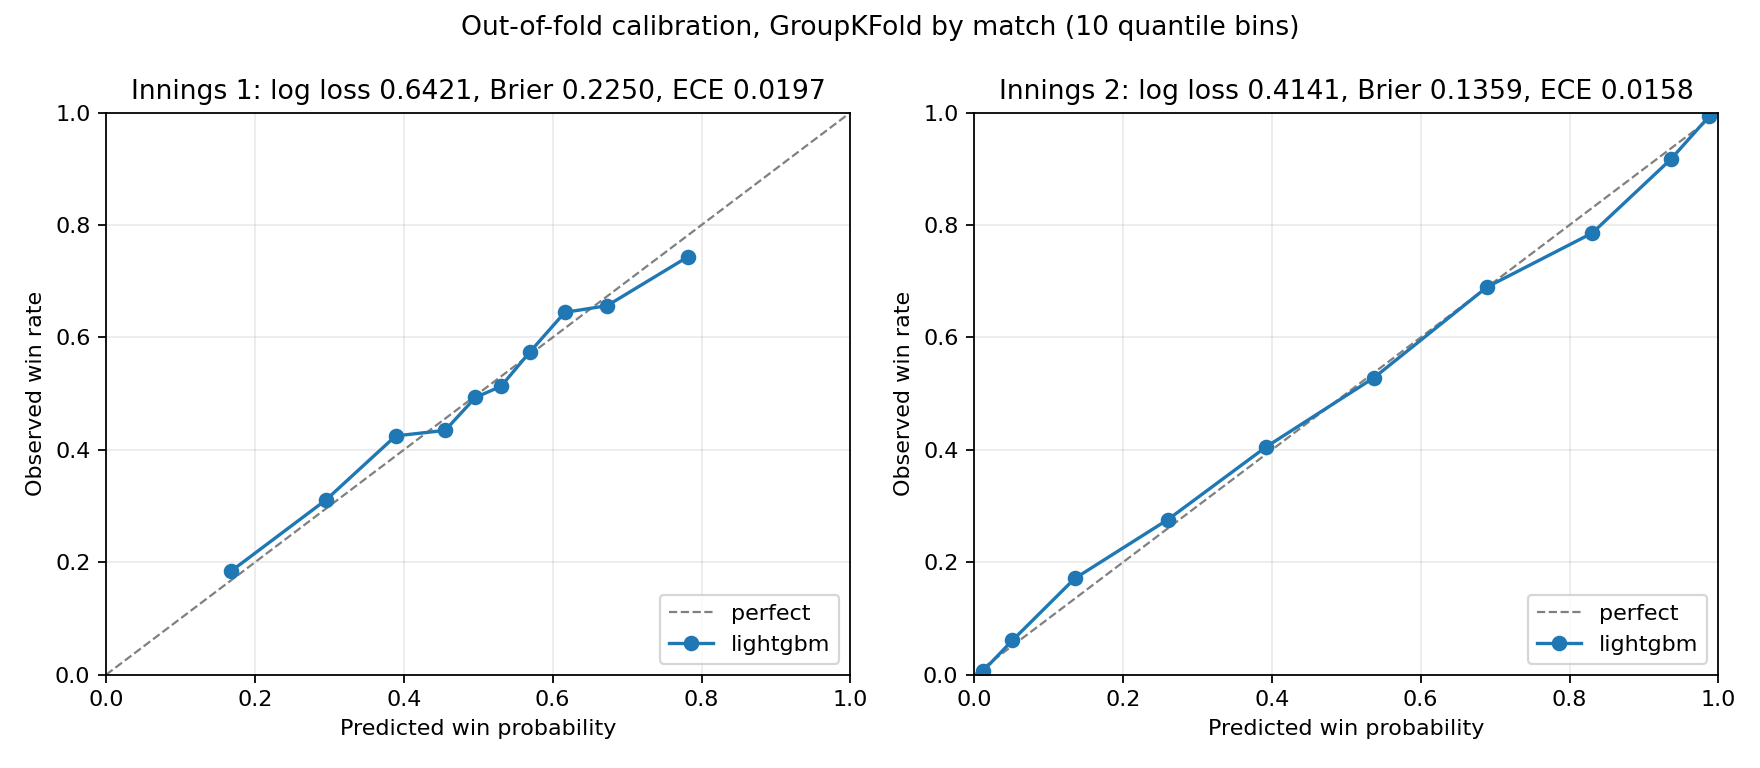 Out-of-fold calibration, GroupKFold by match (10 quantile bins)
Innings 1: log loss 0.6421, Brier 0.2250, ECE 0.0197
1.0
0.8
0.6
0.4
0.2
0.0
Observed win rate
0.0 0.2 0.4 0.6 0.8 1.0
Predicted win probability
perfect
lightgbm
Innings 2: log loss 0.4141, Brier 0.1359, ECE 0.0158
1.0
0.8
0.6
0.4
0.2
0.0
Observed win rate
0.0 0.2 0.4 0.6 0.8 1.0
Predicted win probability
perfect
lightgbm